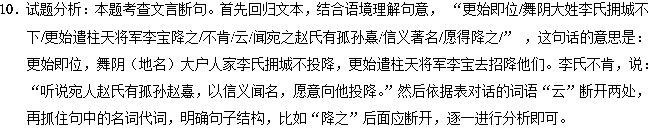 10．试题分析：本题考查文言断句。首先回归文本，结合语境理解句意，“更始即位/舞阴大姓李氏拥城不
下/更始遣柱天将军李宝降之/不肯/云/闻宛之赵氏有孤孙熹/信义著名/愿得降之/”，这句话的意思是：
更始即位，舞阴（地名）大户人家李氏拥城不投降，更始遣柱天将军李宝去招降他们。李氏不肯，说：
“听说宛人赵氏有孤孙赵熹，以信义闻名，愿意向他投降。”然后依据表对话的词语“云”断开两处，
再抓住句中的名词代词，明确句子结构，比如“降之”后面应断开，逐一进行分析即可。